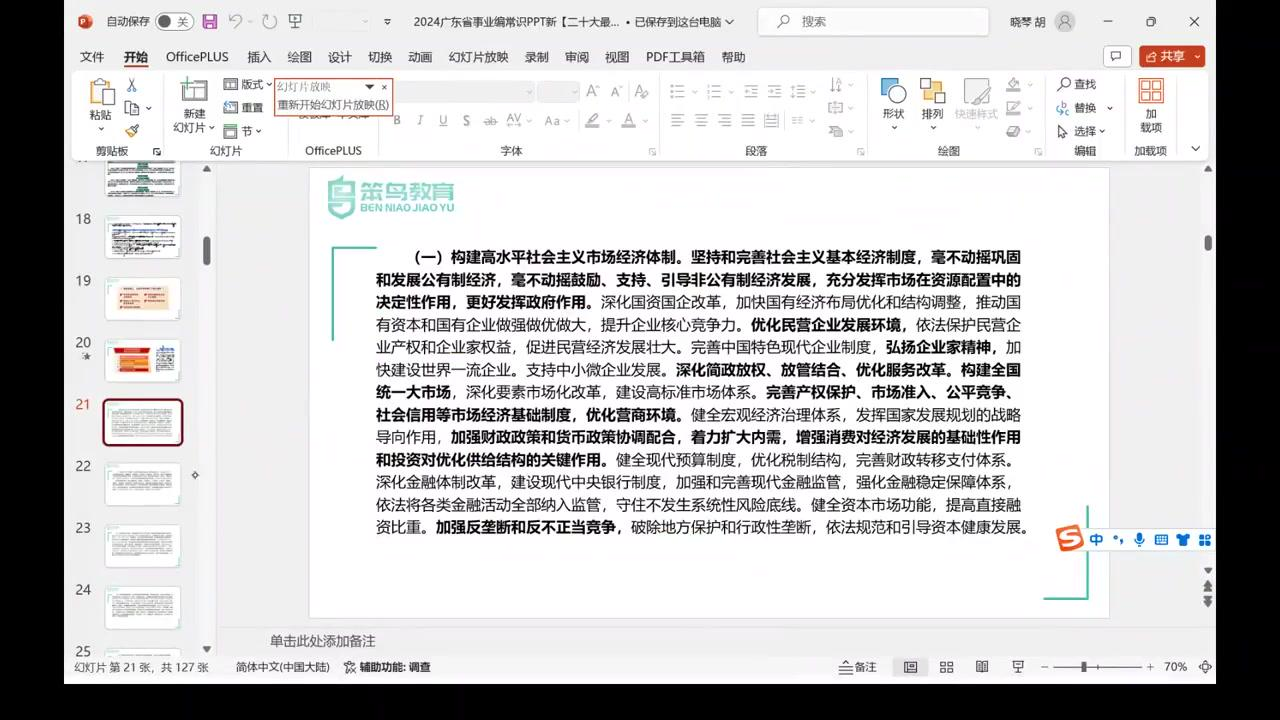 自动保存 关 2024广东省事业编常识PPT新【二十大最... • 已保存到这台电脑 搜索 晓琴 胡
文件 开始 OfficePLUS 插入 绘图 设计 切换 动画 幻灯片放映 录制 审阅 视图 PDF工具箱 帮助 共享
粘贴
剪贴板
新建
幻灯片
版式
重置
节
幻灯片
幻灯片放映
重新开始幻灯片放映(R)
OfficePLUS
B I U S ab AV Aa A
字体
段落
形状
排列
快速样式
绘图
查找
替换
选择
编辑
加
载项
加载项
18
19
20
21
22
23
24
25
笨鸟教育
BEN NIAO JIAO YU
（一）构建高水平社会主义市场经济体制。坚持和完善社会主义基本经济制度，毫不动摇巩固
和发展公有制经济，毫不动摇鼓励、支持、引导非公有制经济发展，充分发挥市场在资源配置中的
决定性作用，更好发挥政府作用。深化国资国企改革，加快国有经济布局优化和结构调整，推动国
有资本和国有企业做强做优做大，提升企业核心竞争力。优化民营企业发展环境，依法保护民营企
业产权和企业家权益，促进民营经济发展壮大。完善中国特色现代企业制度，弘扬企业家精神，加
快建设世界一流企业。支持中小微企业发展。深化简政放权、放管结合、优化服务改革。构建全国
统一大市场，深化要素市场化改革，建设高标准市场体系。完善产权保护、市场准入、公平竞争、
社会信用等市场经济基础制度，优化营商环境。健全宏观经济治理体系，发挥国家发展规划的战略
导向作用，加强财政政策和货币政策协调配合，着力扩大内需，增强消费对经济发展的基础性作用
和投资对优化供给结构的关键作用。健全现代预算制度，优化税制结构，完善财政转移支付体系。
深化金融体制改革，建设现代中央银行制度，加强和完善现代金融监管，强化金融稳定保障体系，
依法将各类金融活动全部纳入监管，守住不发生系统性风险底线。健全资本市场功能，提高直接融
资比重。加强反垄断和反不正当竞争，破除地方保护和行政性垄断，依法规范和引导资本健康发展。
中
单击此处添加备注
幻灯片 第 21 张，共 127 张 简体中文(中国大陆) 辅助功能: 调查 备注 70%